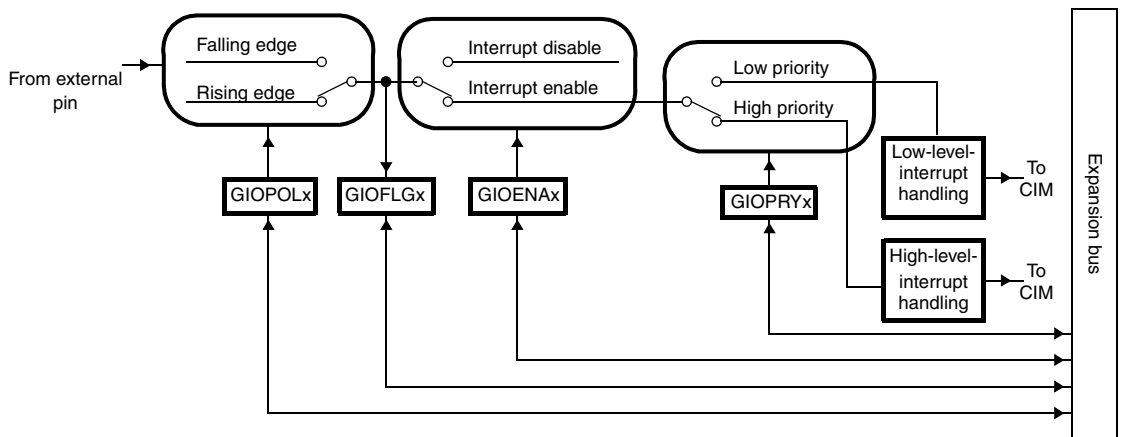 From external
pin
Falling edge
Rising edge
Interrupt disable
Interrupt enable
Low priority
High priority
GIOPOLx
GIOFLGx
GIOENAx
GIOPRYx
Low-level-
interrupt
handling
To
CIM
High-level-
interrupt
handling
To
CIM
Expansion bus